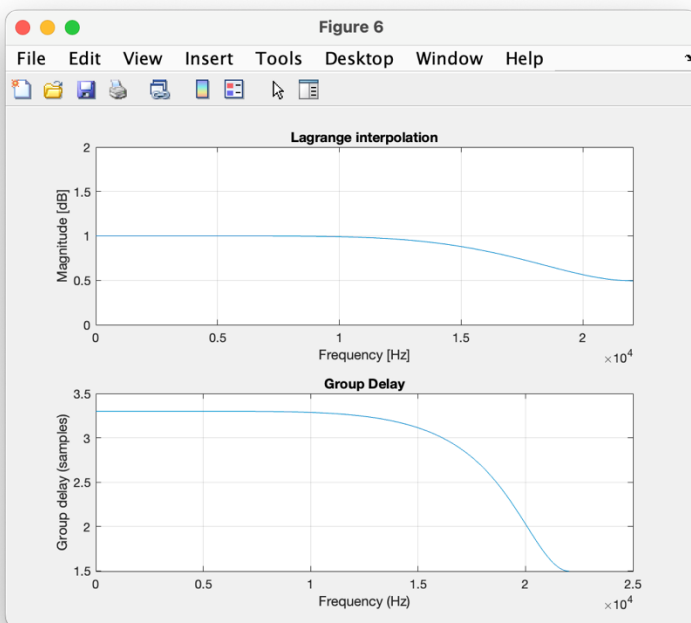 Figure 6
File Edit View Insert Tools Desktop Window Help
Lagrange interpolation
2
1.5
1
0.5
0
Magnitude [dB]
0 0.5 1 1.5 2
×10⁴
Frequency [Hz]
Group Delay
3.5
3
2.5
2
1.5
Group delay (samples)
0 0.5 1 1.5 2 2.5
×10⁴
Frequency (Hz)